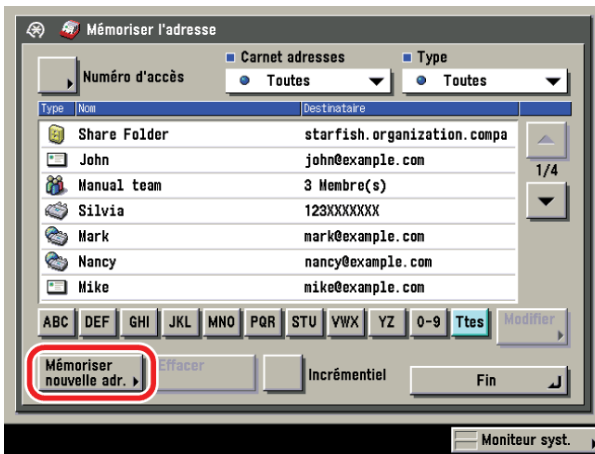 Mémoriser l'adresse
Carnet adresses Type
Numéro d'accès Toutes Toutes
Type Nom Destinataire
Share Folder starfish.organization.compa
John john@example.com
1/4
Manual team 3 Membre(s)
Silvia 123XXXXXXX
Mark mark@example.com
Nancy nancy@example.com
Mike mike@example.com
ABC DEF GHI JKL MNO PQR STU VWX YZ 0-9 Ttes Modifier
Mémoriser
nouvelle adr. Effacer Incrémentiel Fin
Moniteur syst.